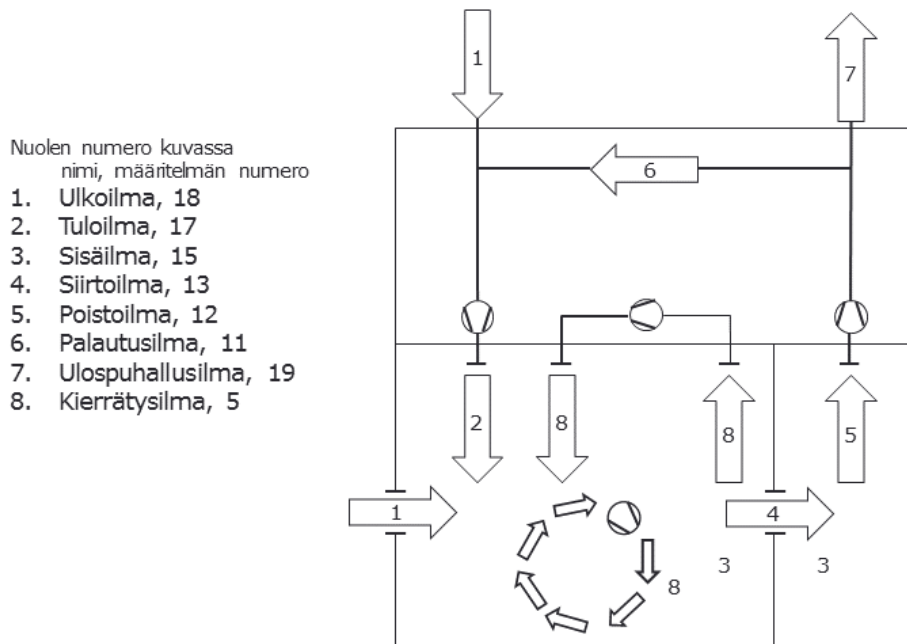 Nuolen numero kuvassa
nimi, määritelmän numero
1. Ulkoilma, 18
2. Tuloilma, 17
3. Sisäilma, 15
4. Siirtoilma, 13
5. Poistoilma, 12
6. Palautusilma, 11
7. Ulospuhallusilma, 19
8. Kierrätysilma, 5
1
7
6
2
8
8
5
1
4
3
3
8